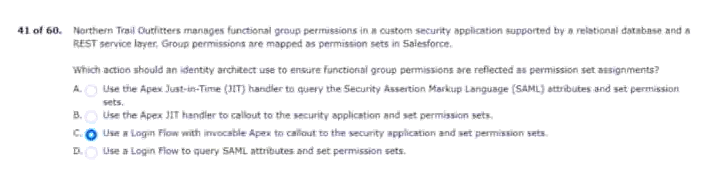 41 of 60. Northern Trail Outfitters manages functional group permissions in a custom security application supported by a relational database and a
REST service layer. Group permissions are mapped as permission sets in Salesforce.
Which action should an identity architect use to ensure functional group permissions are reflected as permission set assignments?
A. Use the Apex Just-in-Time (JIT) handler to query the Security Assertion Markup Language (SAML) attributes and set permission
sets.
B. Use the Apex JIT handler to callout to the security application and set permission sets.
C. Use a Login Flow with invocable Apex to callout to the security application and set permission sets.
D. Use a Login Flow to query SAML attributes and set permission sets.